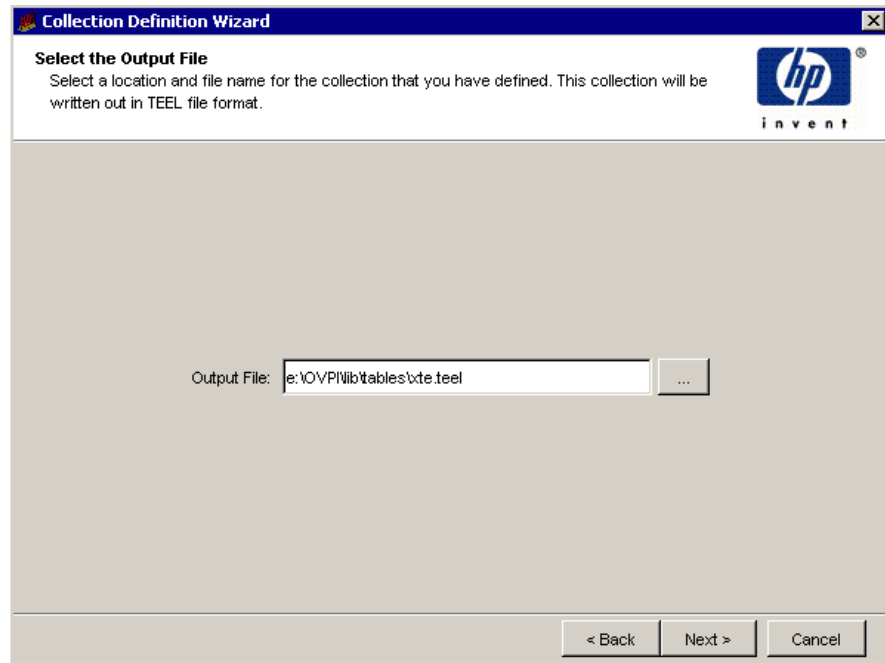 Collection Definition Wizard
Select the Output File
Select a location and file name for the collection that you have defined. This collection will be
written out in TEEL file format.
hp
®
invent
Output File: e:\OVPI\lib\tables\xte.teel ...
< Back Next > Cancel